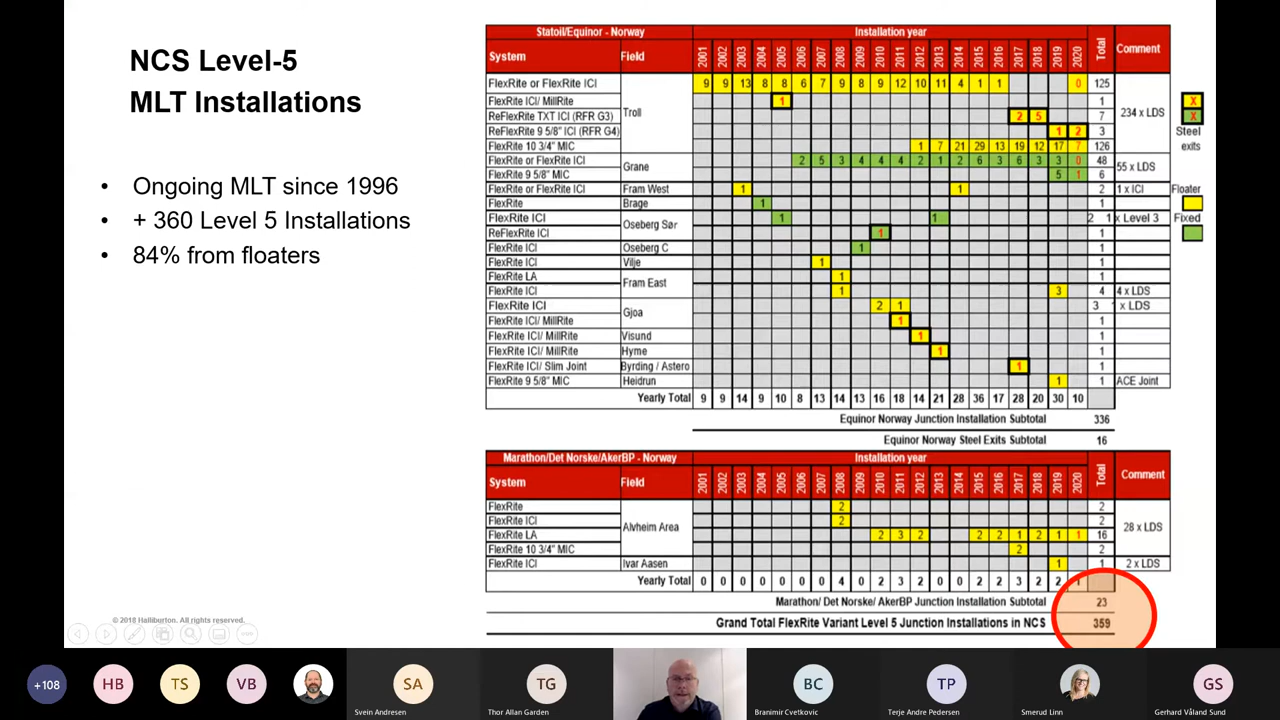 NCS Level-5
MLT Installations
• Ongoing MLT since 1996
• + 360 Level 5 Installations
• 84% from floaters
Statoil/Equinor - Norway Installation year
System Field 2001 2002 2003 2004 2005 2006 2007 2008 2009 2010 2011 2012 2013 2014 2015 2016 2017 2018 2019 2020 Total Comment
FlexRite or FlexRite ICI 9 9 13 8 8 6 7 9 8 9 12 10 11 4 1 1 0 125
FlexRite ICI/ MillRite Troll 1 1 234 x LDS X
ReFlexRite TXT ICI (RFR G3) 2 5 7 X
ReFlexRite 9 5/8" ICI (RFR G4) 1 2 3 Steel
FlexRite 10 3/4" MIC 1 7 21 29 13 19 12 17 7 126 exits
FlexRite or FlexRite ICI Grane 2 5 3 4 4 4 2 1 2 6 3 6 3 3 0 48 55 x LDS
FlexRite 9 5/8" MIC 5 1 6
FlexRite or FlexRite ICI Fram West 1 1 2 1 x ICI Floater
FlexRite Brage 1 1
FlexRite ICI Oseberg Sør 1 1 2 1 x Level 3 Fixed
ReFlexRite ICI 1 1
FlexRite ICI Oseberg C 1 1
FlexRite ICI Vilje 1 1
FlexRite LA Fram East 1 1
FlexRite ICI 1 3 4 4 x LDS
FlexRite ICI Gjoa 2 1 3 1 x LDS
FlexRite ICI/ MillRite 1 1
FlexRite ICI/ MillRite Visund 1 1
FlexRite ICI/ MillRite Hyme 1 1
FlexRite ICI/ Slim Joint Byrding / Astero 1 1
FlexRite 9 5/8" MIC Heidrun 1 1 ACE Joint
Yearly Total 9 9 14 9 10 8 13 14 13 16 18 14 21 28 36 17 28 20 30 10
Equinor Norway Junction Installation Subtotal 336
Equinor Norway Steel Exits Subtotal 16
Marathon/Det Norske/AkerBP - Norway Installation year
System Field 2001 2002 2003 2004 2005 2006 2007 2008 2009 2010 2011 2012 2013 2014 2015 2016 2017 2018 2019 2020 Total Comment
FlexRite 2 2
FlexRite ICI Alvheim Area 2 2 28 x LDS
FlexRite LA 2 3 2 2 2 1 2 1 1 16
FlexRite 10 3/4" MIC 2 2
FlexRite ICI Ivar Aasen 1 1 2 x LDS
Yearly Total 0 0 0 0 0 0 0 4 0 2 3 2 0 0 2 2 3 2 2 1
Marathon/ Det Norske/ AkerBP Junction Installation Subtotal 23
Grand Total FlexRite Variant Level 5 Junction Installations in NCS 359
© 2018 Halliburton. All rights reserved.
+108 HB TS VB SA TG BC TP GS
Svein Andresen Thor Allan Garden Branimir Cvetkovic Terje Andre Pedersen Smerud Linn Gerhard Våland Sund